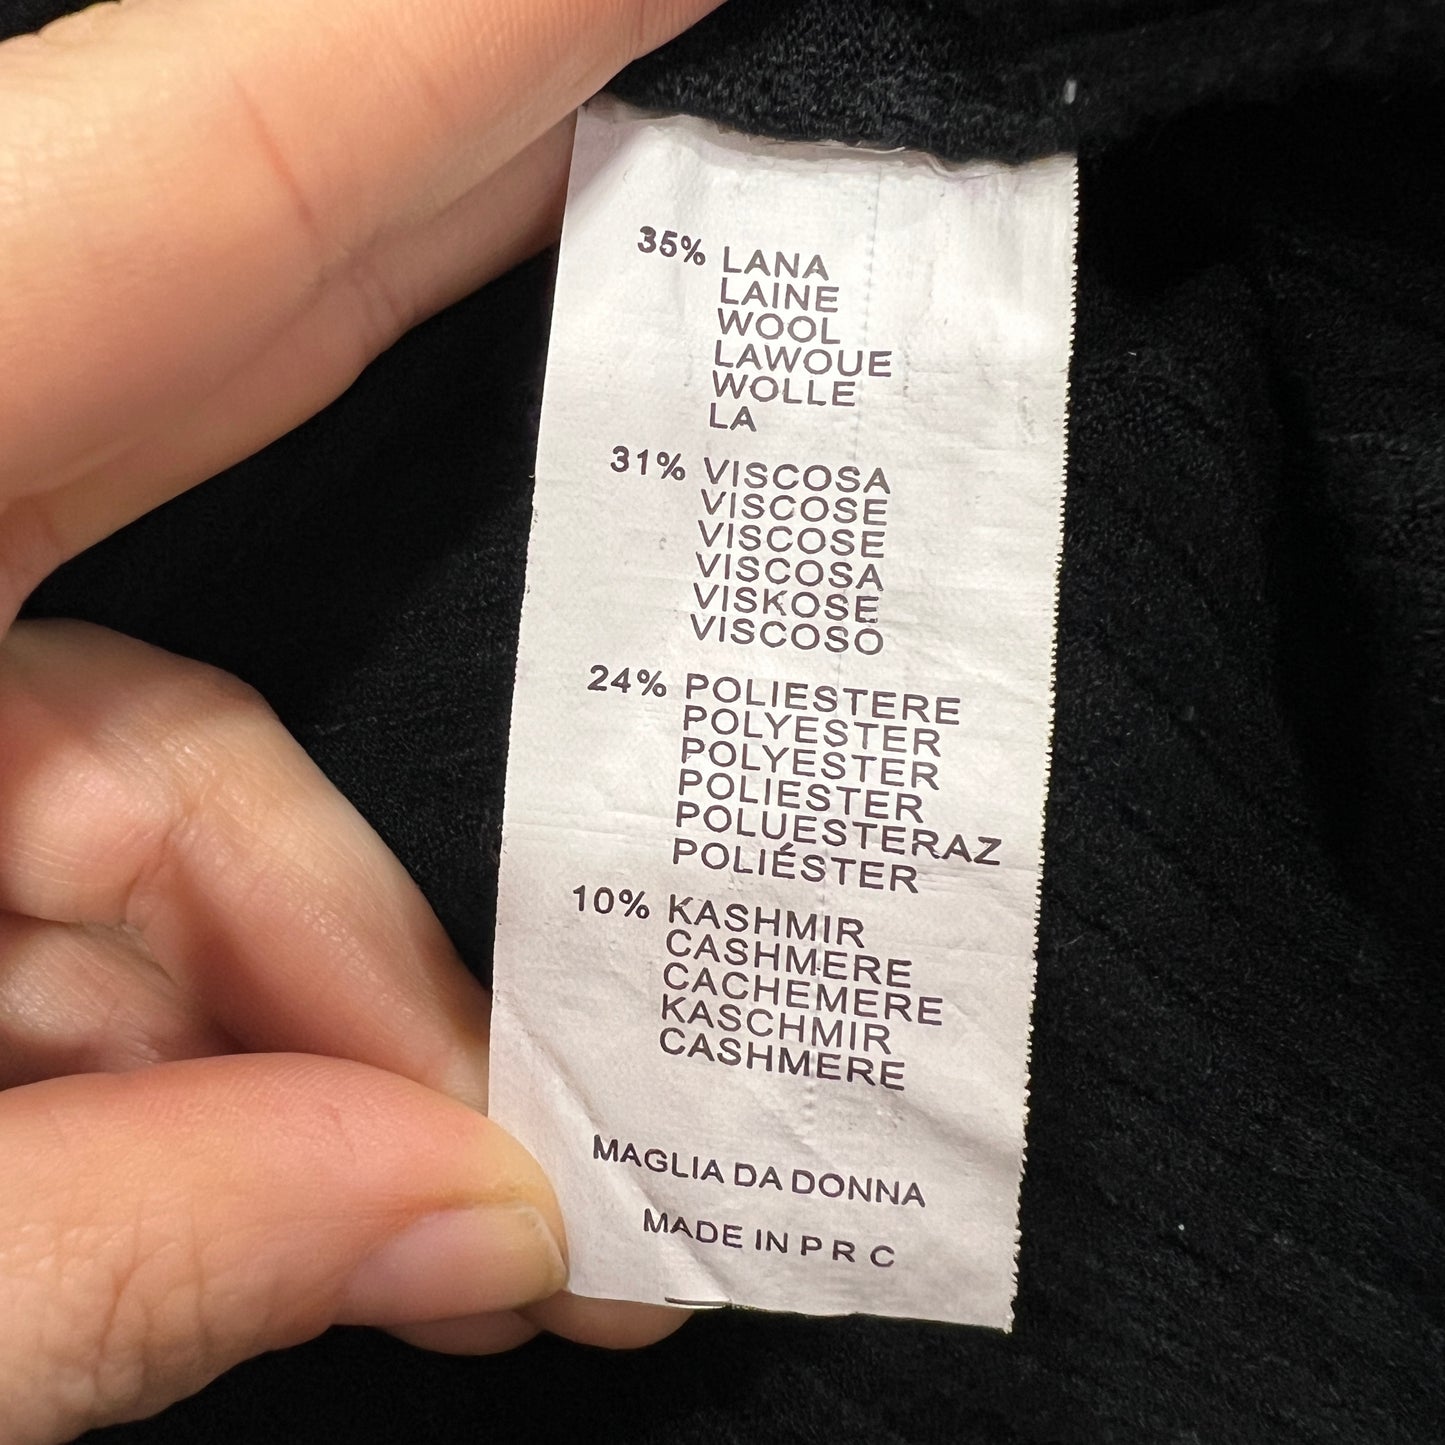 35% LANA
LAINE
WOOL
LAWOUE
WOLLE
LA
31% VISCOSA
VISCOSE
VISCOSE
VISCOSA
VISKOSE
VISCOSO
24% POLIESTERE
POLYESTER
POLYESTER
POLIESTER
POLUESTERAZ
POLIÉSTER
10% KASHMIR
CASHMERE
CACHEMERE
KASCHMIR
CASHMERE
MAGLIA DA DONNA
MADE IN P R C